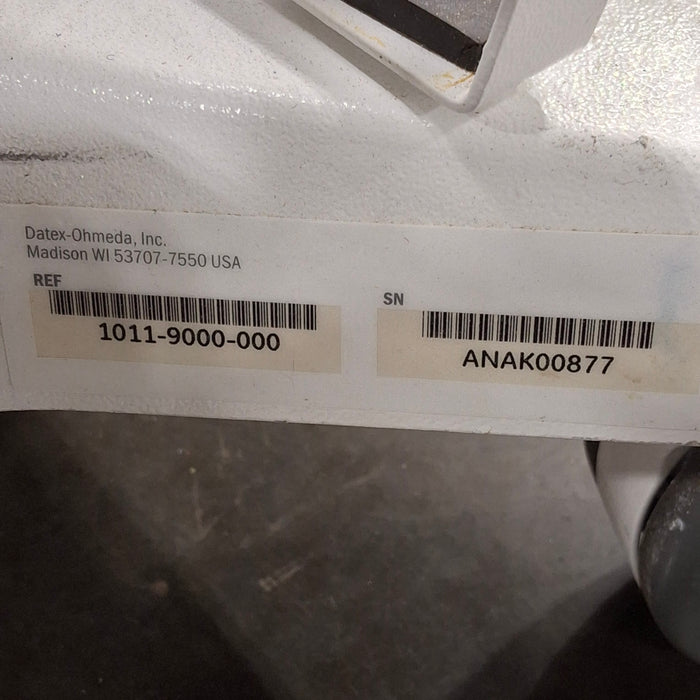 Datex-Ohmeda, Inc.
Madison WI 53707-7550 USA
REF
1011-9000-000
SN
ANAK00877